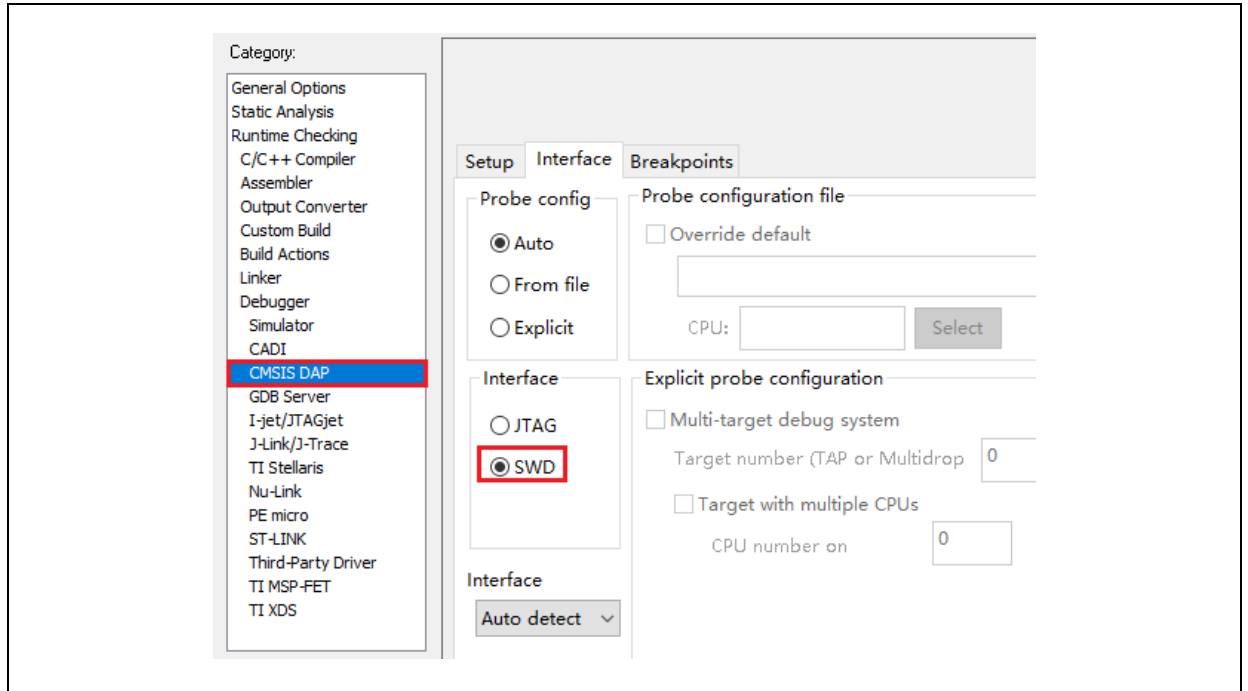 Category:
General Options
Static Analysis
Runtime Checking
C/C++ Compiler
Assembler
Output Converter
Custom Build
Build Actions
Linker
Debugger
Simulator
CADI
CMSIS DAP
GDB Server
I-jet/JTAGjet
J-Link/J-Trace
TI Stellaris
Nu-Link
PE micro
ST-LINK
Third-Party Driver
TI MSP-FET
TI XDS
Setup Interface Breakpoints
Probe config
Auto
From file
Explicit
Probe configuration file
Override default
CPU: Select
Interface
JTAG
SWD
Explicit probe configuration
Multi-target debug system
Target number (TAP or Multidrop 0
Target with multiple CPUs
CPU number on 0
Interface
Auto detect